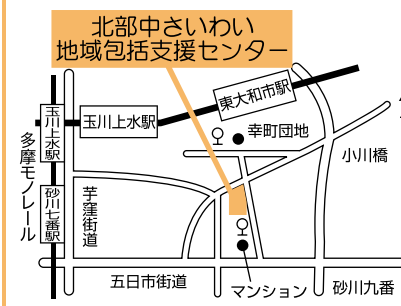 北部中さいわい
地域包括支援センター
東大和市駅
玉川上水駅
玉川上水駅
幸町団地
小川橋
多摩モノレール
砂川七番駅
芋窪街道
五日市街道
マンション
砂川九番